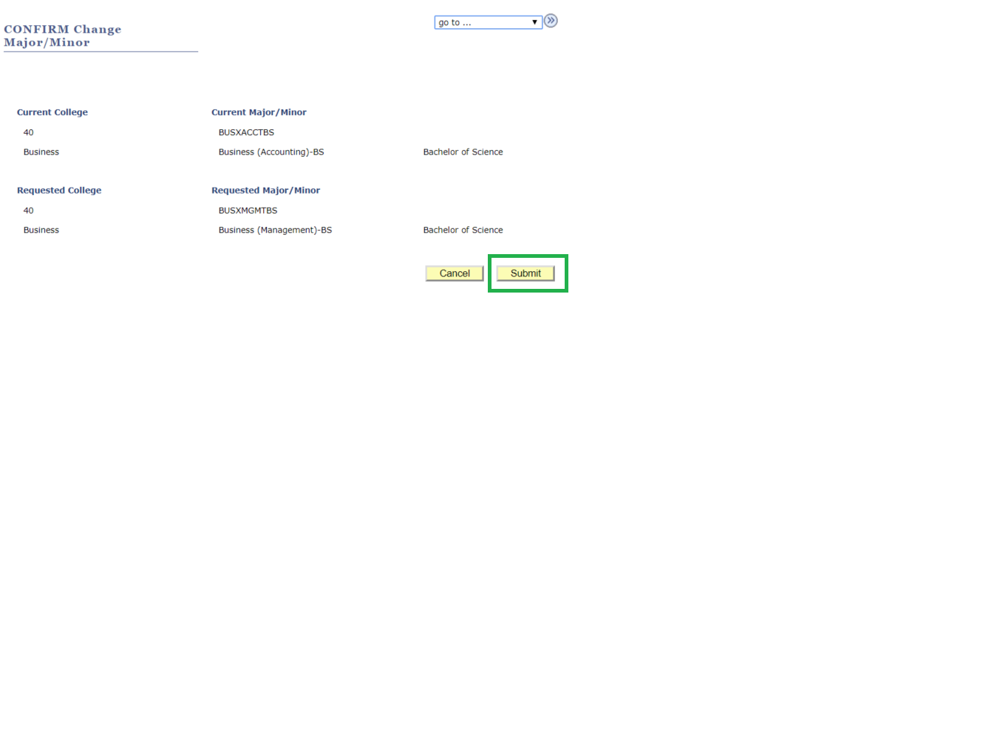 go to ...
CONFIRM Change
Major/Minor
Current College Current Major/Minor
40 BUSXACCTBS
Business Business (Accounting)-BS Bachelor of Science
Requested College Requested Major/Minor
40 BUSXMGMTBS
Business Business (Management)-BS Bachelor of Science
Cancel Submit